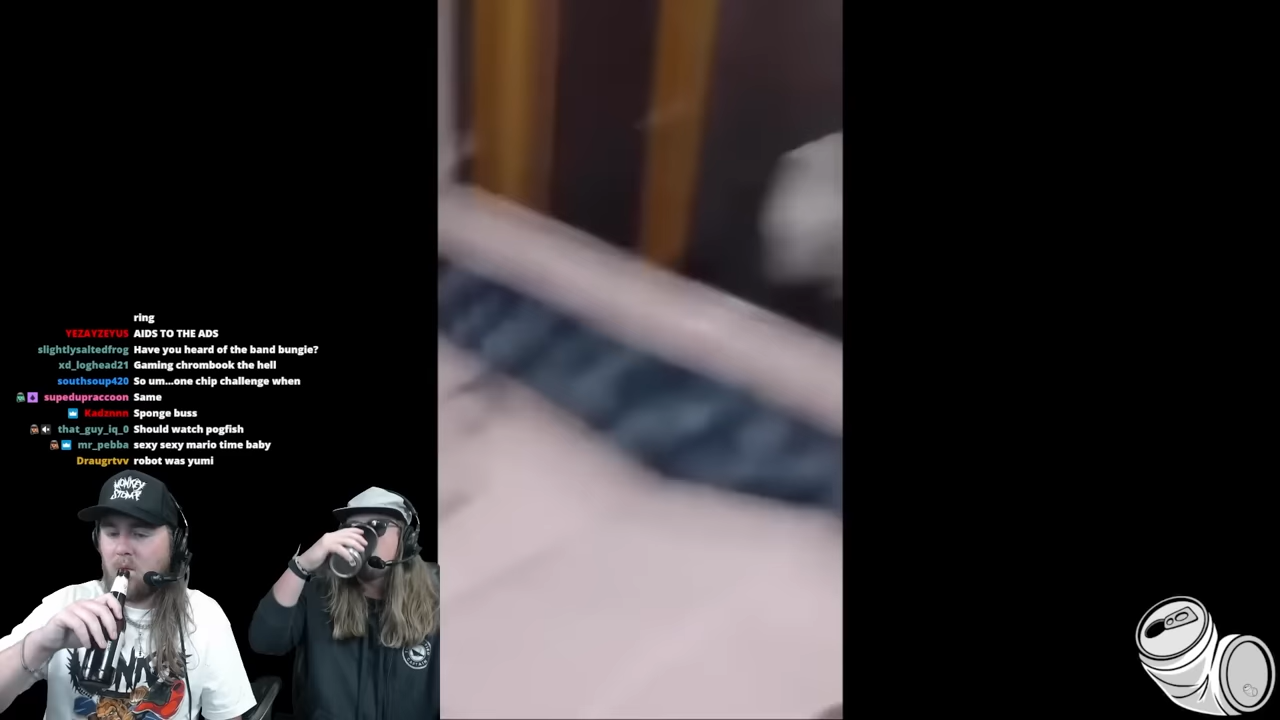 ring
YEZAYZEYUS AIDS TO THE ADS
slightlysaltedfrog Have you heard of the band bungie?
xd_loghead21 Gaming chrombook the hell
southsoup420 So um...one chip challenge when
supedupraccoon Same
Kadznnn Sponge buss
that_guy_iq_0 Should watch pogfish
mr_pebba sexy sexy mario time baby
Draugrtvv robot was yumi
MONKEY
STOMP